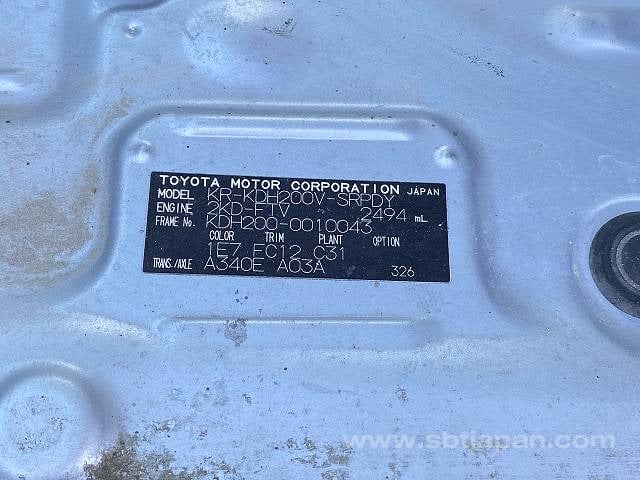 TOYOTA MOTOR CORPORATION JAPAN
MODEL KR-KDH200V-SRPDY
ENGINE 2KD-FTV 2494 mL
FRAME No. KDH200-0010043
COLOR TRIM PLANT OPTION
1E7 FC12 C31
TRANS./AXLE A340E A03A 326
www.sbtjapan.com